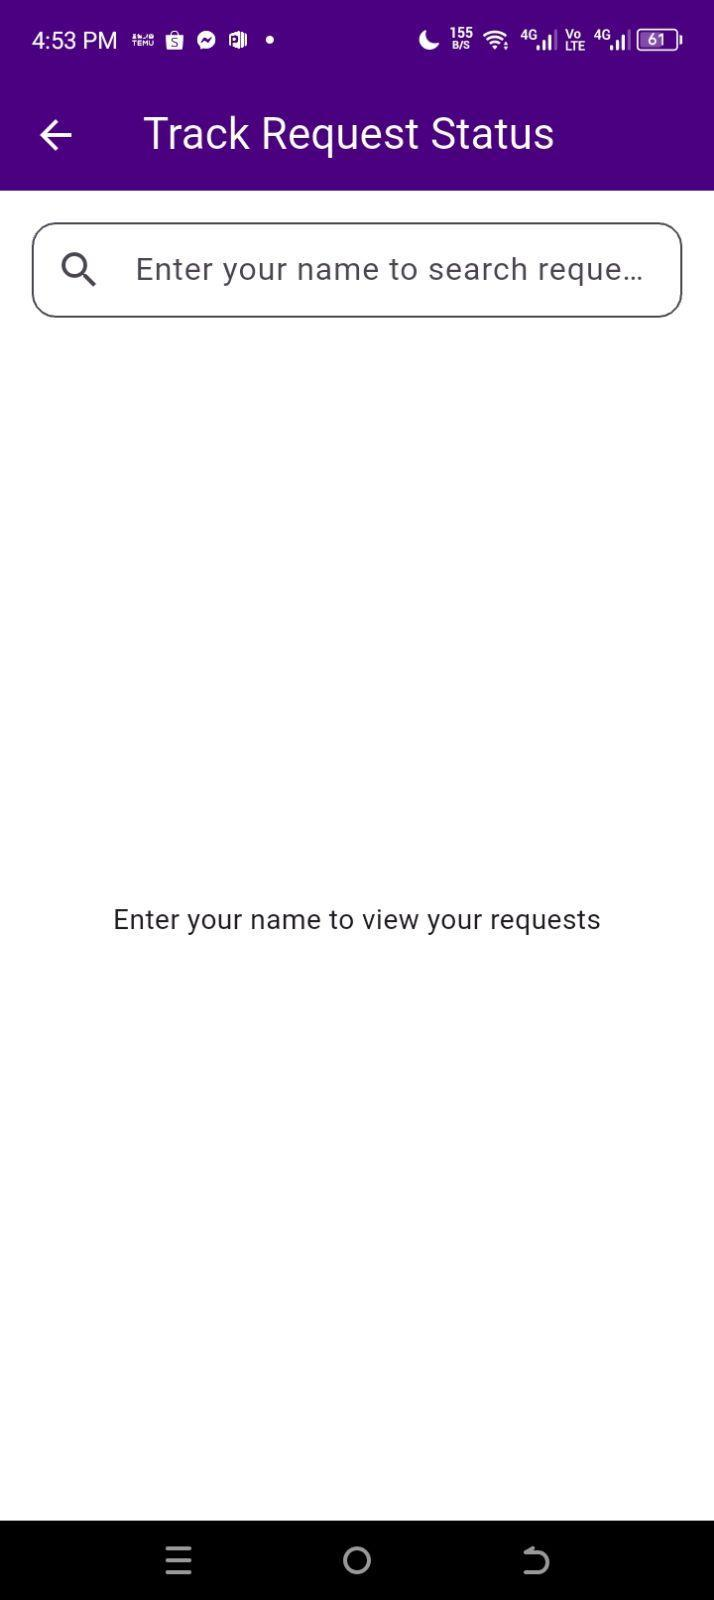 4:53 PM TEMU S 155 B/S 4G Vo LTE 4G 61
Track Request Status
Enter your name to search reque...
Enter your name to view your requests